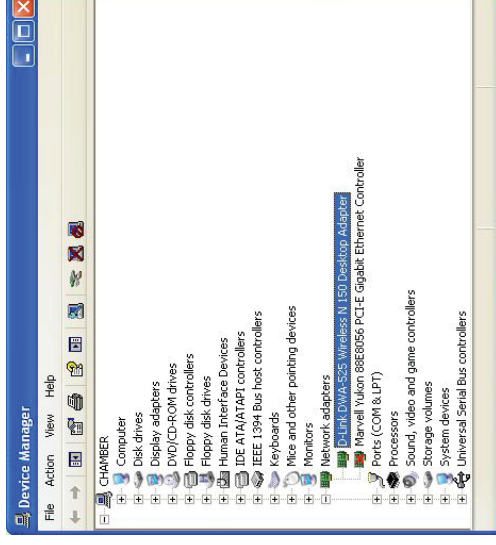 Device Manager
File Action View Help
CHAMBER
Computer
Disk drives
Display adapters
DVD/CD-ROM drives
Floppy disk controllers
Floppy disk drives
Human Interface Devices
IDE ATA/ATAPI controllers
IEEE 1394 Bus host controllers
Keyboards
Mice and other pointing devices
Monitors
Network adapters
D-Link DWA-525 Wireless N 150 Desktop Adapter
Marvell Yukon 88E8056 PCI-E Gigabit Ethernet Controller
Ports (COM & LPT)
Processors
Sound, video and game controllers
Storage volumes
System devices
Universal Serial Bus controllers